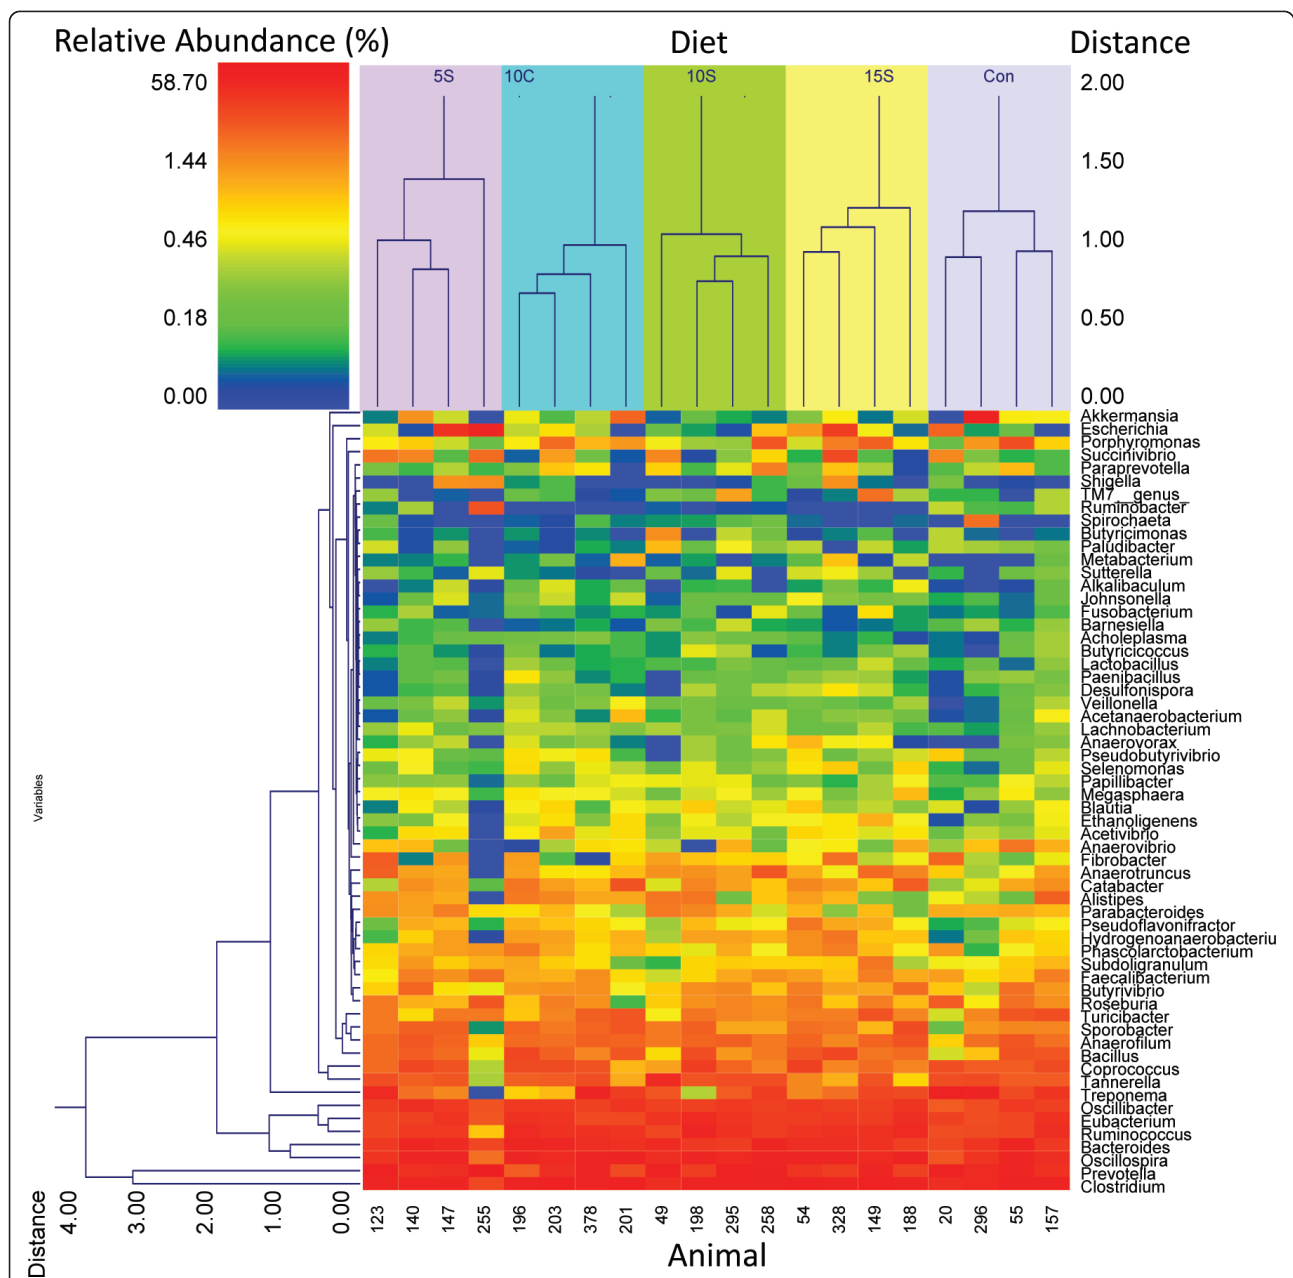 Relative Abundance (%)
Diet
Distance
58.70
1.44
0.46
0.18
0.00
5S
10C
10S
15S
Con
2.00
1.50
1.00
0.50
0.00
Akkermansia
Escherichia
Porphyromonas
Succinivibrio
Paraprevotella
Shigella
TM7__genus_
Ruminobacter
Spirochaeta
Butyricimonas
Paludibacter
Metabacterium
Sutterella
Alkalibaculum
Johnsonella
Fusobacterium
Barnesiella
Acholeplasma
Butyricicoccus
Lactobacillus
Paenibacillus
Desulfonispora
Veillonella
Acetanaerobacterium
Lachnobacterium
Anaerovorax
Pseudobutyrivibrio
Selenomonas
Papillibacter
Megasphaera
Blautia
Ethanoligenens
Acetivibrio
Anaerovibrio
Fibrobacter
Anaerotruncus
Catabacter
Alistipes
Parabacteroides
Pseudoflavonifractor
Hydrogenoanaerobacteriu
Phascolarctobacterium
Subdoligranulum
Faecalibacterium
Butyrivibrio
Roseburia
Turicibacter
Sporobacter
Anaerofilum
Bacillus
Coprococcus
Tannerella
Treponema
Oscillibacter
Eubacterium
Ruminococcus
Bacteroides
Oscillospira
Prevotella
Clostridium
Variables
Distance
4.00
3.00
2.00
1.00
0.00
123
140
147
255
196
203
378
201
49
198
295
258
54
328
149
188
20
296
55
157
Animal